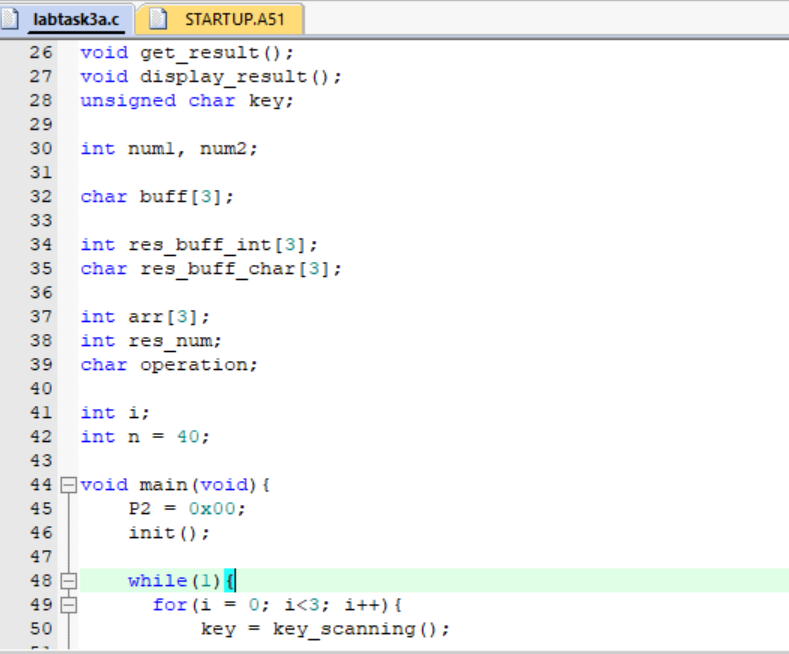 labtask3a.c STARTUP.A51
26 void get_result();
27 void display_result();
28 unsigned char key;
29
30 int num1, num2;
31
32 char buff[3];
33
34 int res_buff_int[3];
35 char res_buff_char[3];
36
37 int arr[3];
38 int res_num;
39 char operation;
40
41 int i;
42 int n = 40;
43
44 void main(void){
45 P2 = 0x00;
46 init();
47
48 while(1){
49 for(i = 0; i<3; i++){
50 key = key_scanning();